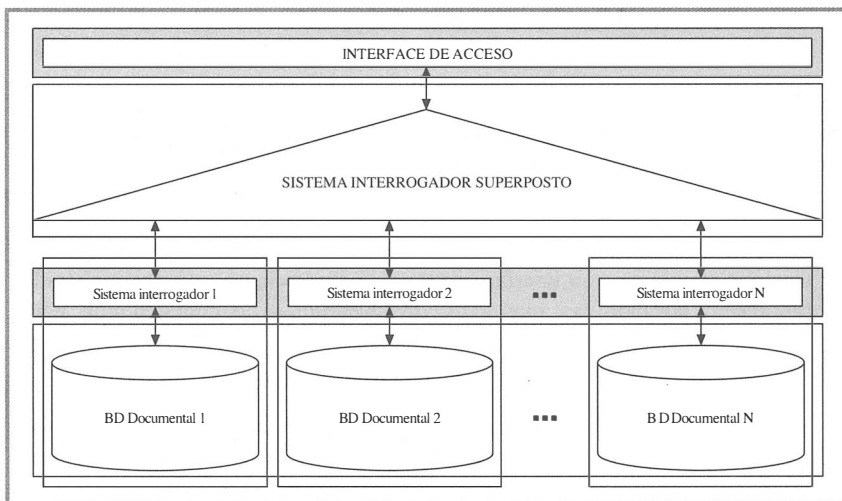 INTERFACE DE ACCESO
SISTEMA INTERROGADOR SUPERPOSTO
Sistema interrogador 1
Sistema interrogador 2
...
Sistema interrogador N
BD Documental 1
BD Documental 2
...
BD Documental N